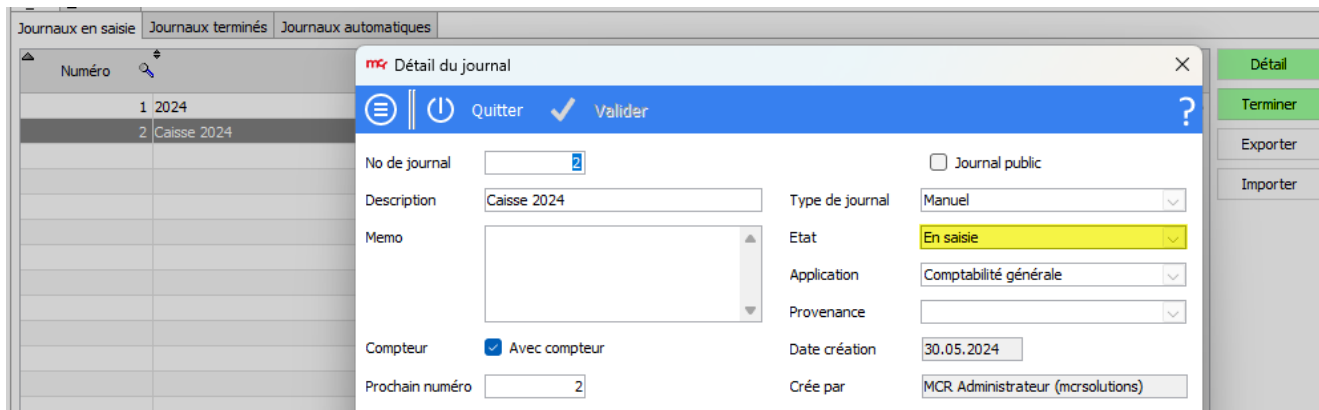 Journaux en saisie Journaux terminés Journaux automatiques
Numéro
1 2024
2 Caisse 2024
Détail
Terminer
Exporter
Importer
mcr Détail du journal
Quitter Valider ?
No de journal 2 Journal public
Description Caisse 2024 Type de journal Manuel
Memo Etat En saisie
Application Comptabilité générale
Provenance
Compteur Avec compteur Date création 30.05.2024
Prochain numéro 2 Crée par MCR Administrateur (mcrsolutions)